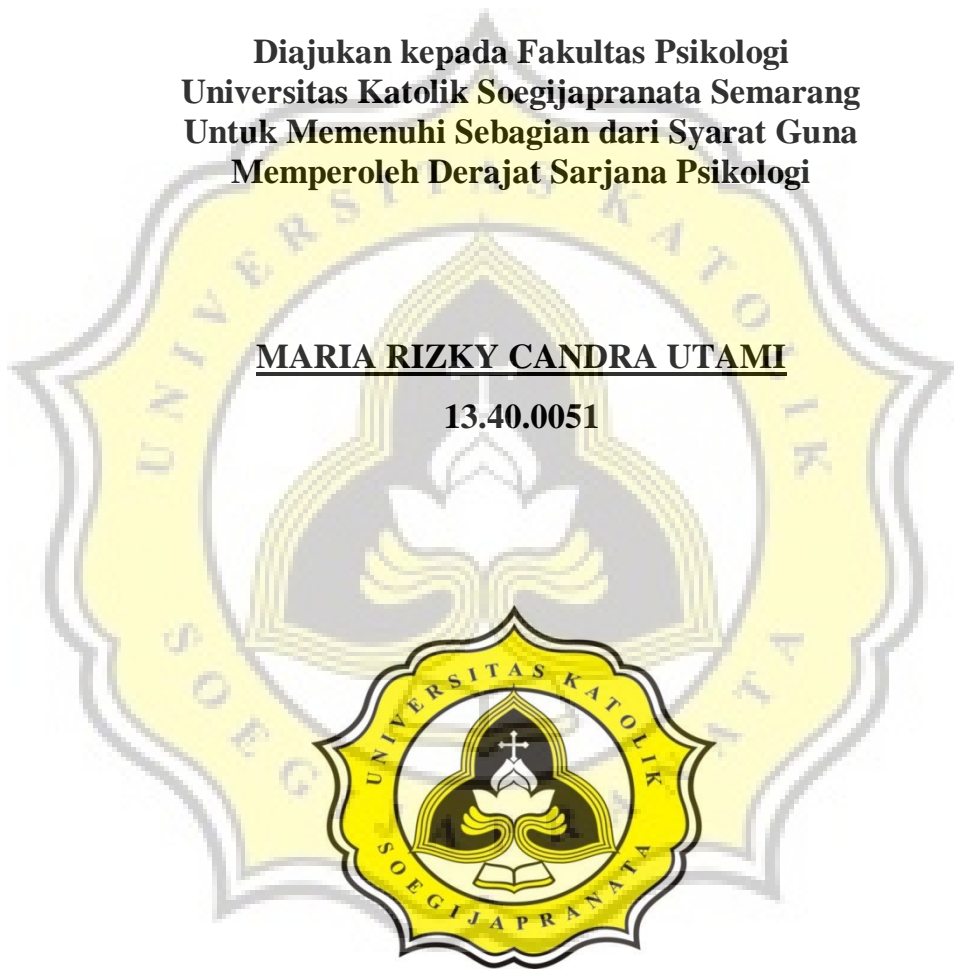 Diajukan kepada Fakultas Psikologi
Universitas Katolik Soegijapranata Semarang
Untuk Memenuhi Sebagian dari Syarat Guna
Memperoleh Derajat Sarjana Psikologi
MARIA RIZKY CANDRA UTAMI
13.40.0051
UNIVERSITAS KATOLIK
SOEGIJAPRANATA